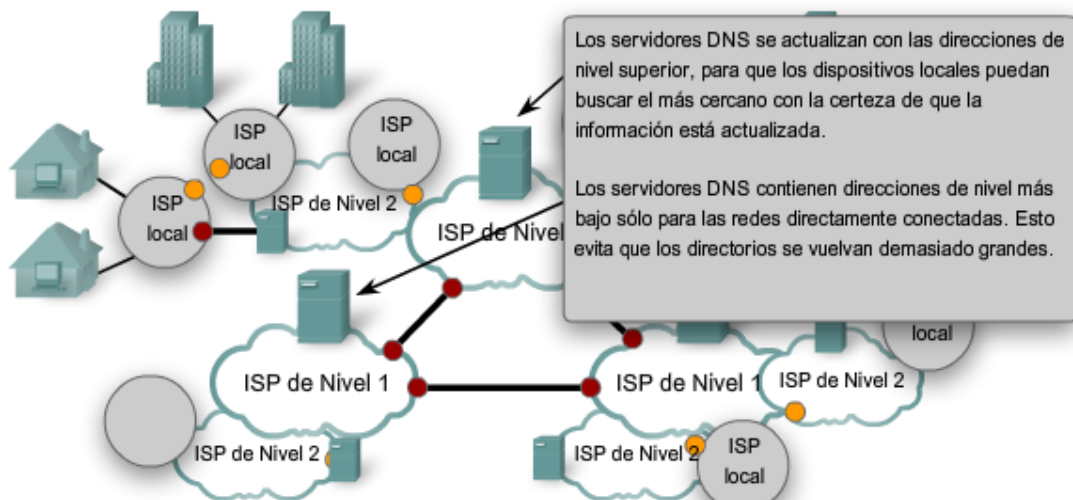 Los servidores DNS se actualizan con las direcciones de
nivel superior, para que los dispositivos locales puedan
buscar el más cercano con la certeza de que la
información está actualizada.
Los servidores DNS contienen direcciones de nivel más
bajo sólo para las redes directamente conectadas. Esto
evita que los directorios se vuelvan demasiado grandes.
ISP
local
ISP
local
ISP
local
ISP de Nivel 2
ISP de Nivel
local
ISP de Nivel 1
ISP de Nivel 1
ISP de Nivel 2
ISP de Nivel 2
ISP de Nivel 2
ISP
local